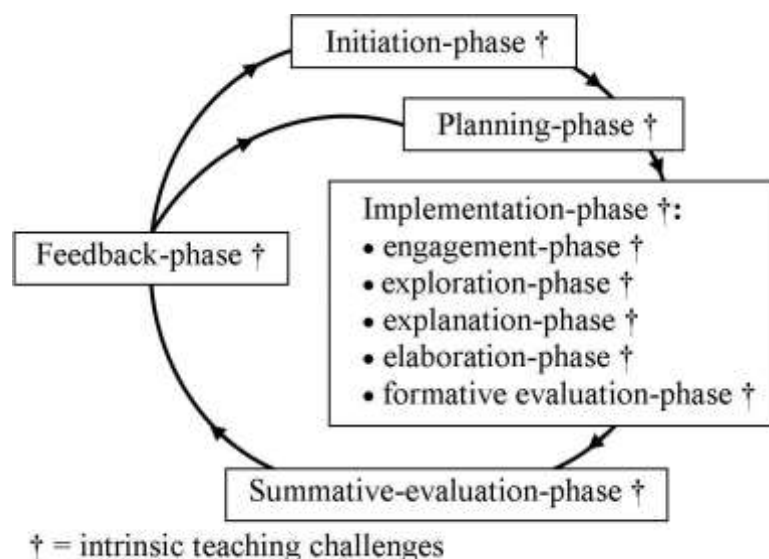 Initiation-phase †
Planning-phase †
Implementation-phase †:
• engagement-phase †
• exploration-phase †
• explanation-phase †
• elaboration-phase †
• formative evaluation-phase †
Feedback-phase †
Summative-evaluation-phase †
† = intrinsic teaching challenges